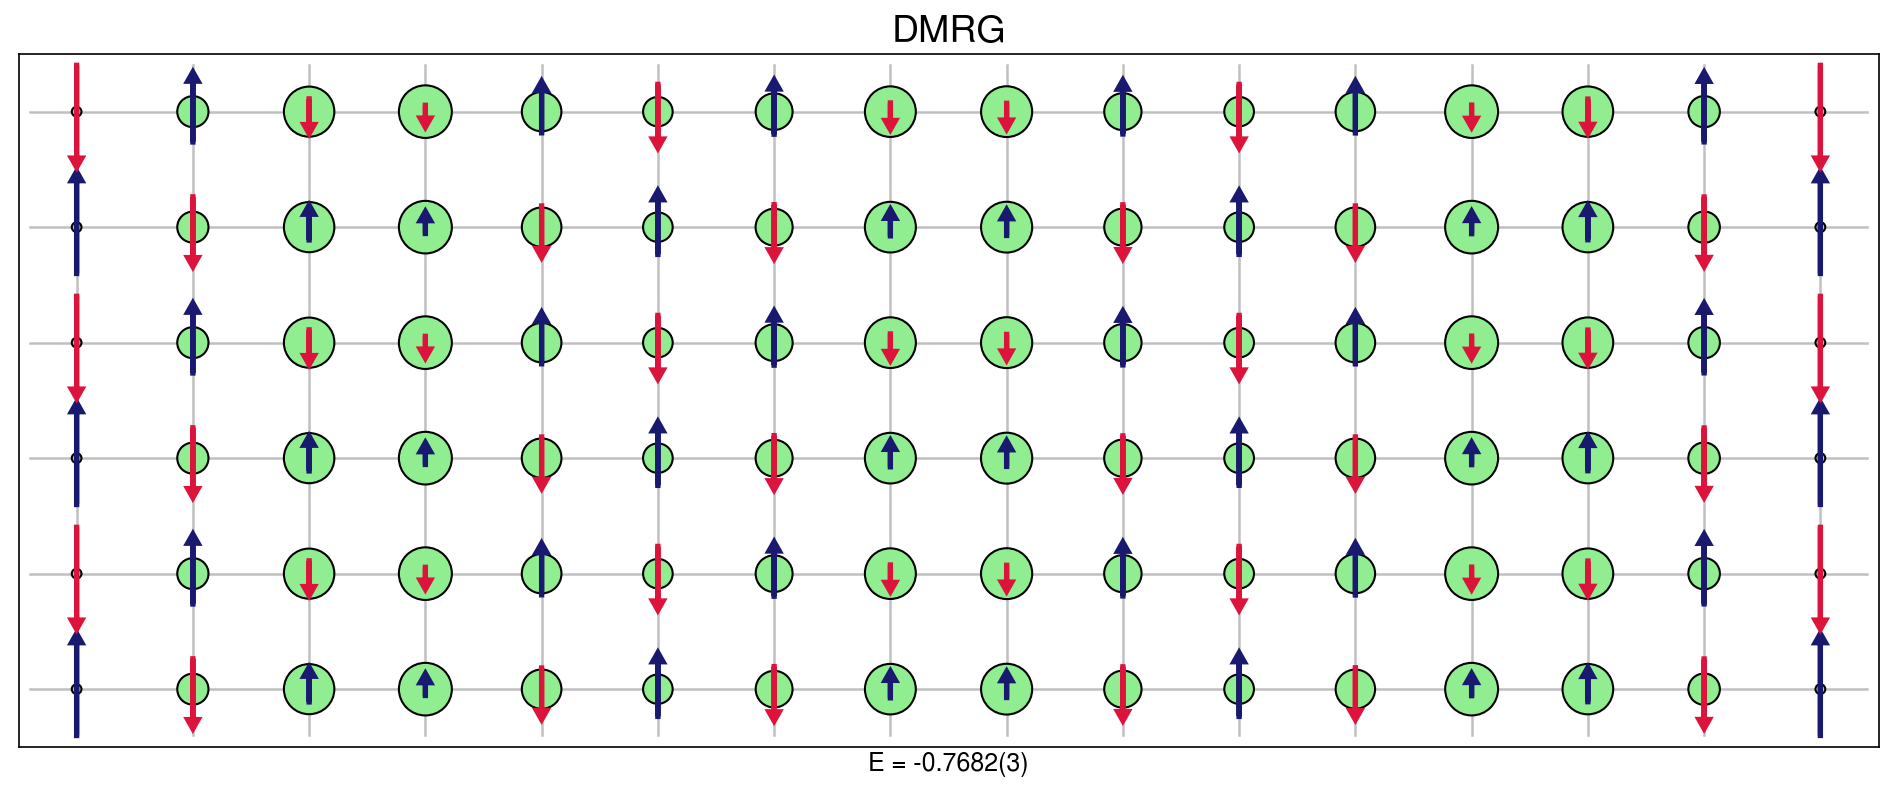 DMRG
E = -0.7682(3)